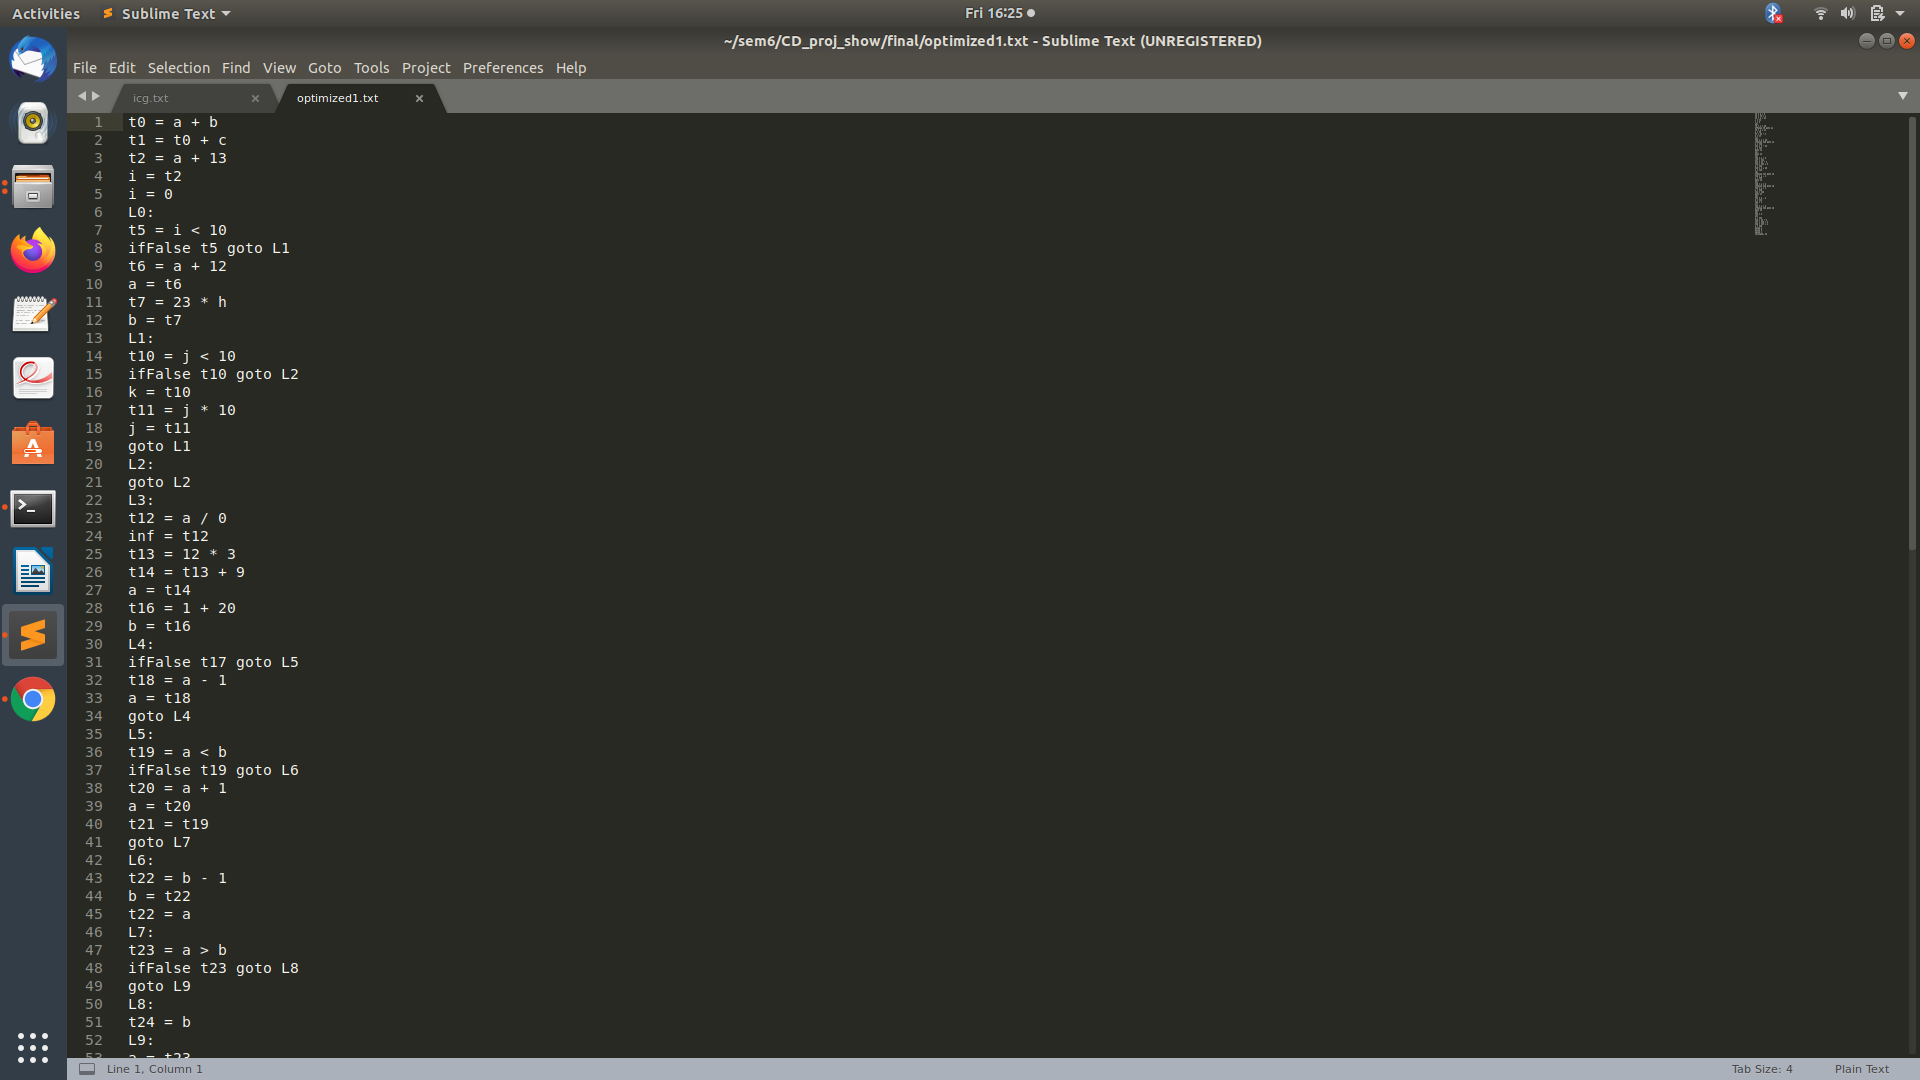 Activities Sublime Text Fri 16:25
~/sem6/CD_proj_show/final/optimized1.txt - Sublime Text (UNREGISTERED)
File Edit Selection Find View Goto Tools Project Preferences Help
icg.txt optimized1.txt
1 t0 = a + b
2 t1 = t0 + c
3 t2 = a + 13
4 i = t2
5 i = 0
6 L0:
7 t5 = i < 10
8 ifFalse t5 goto L1
9 t6 = a + 12
10 a = t6
11 t7 = 23 * h
12 b = t7
13 L1:
14 t10 = j < 10
15 ifFalse t10 goto L2
16 k = t10
17 t11 = j * 10
18 j = t11
19 goto L1
20 L2:
21 goto L2
22 L3:
23 t12 = a / 0
24 inf = t12
25 t13 = 12 * 3
26 t14 = t13 + 9
27 a = t14
28 t16 = 1 + 20
29 b = t16
30 L4:
31 ifFalse t17 goto L5
32 t18 = a - 1
33 a = t18
34 goto L4
35 L5:
36 t19 = a < b
37 ifFalse t19 goto L6
38 t20 = a + 1
39 a = t20
40 t21 = t19
41 goto L7
42 L6:
43 t22 = b - 1
44 b = t22
45 t22 = a
46 L7:
47 t23 = a > b
48 ifFalse t23 goto L8
49 goto L9
50 L8:
51 t24 = b
52 L9:
53 a = t23
Line 1, Column 1 Tab Size: 4 Plain Text